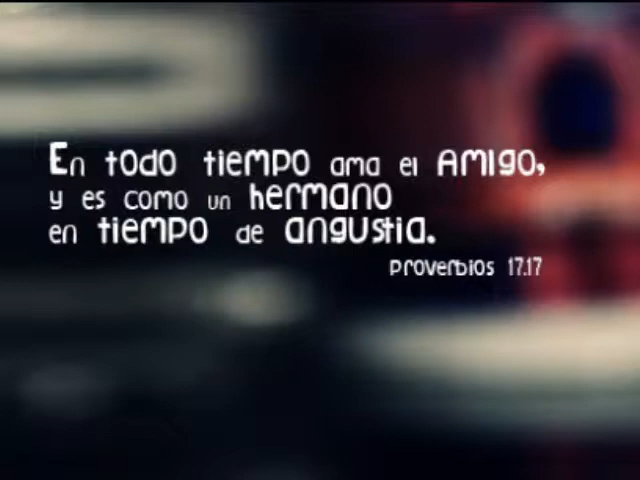 En todo tiempo ama el Amigo,
y es como un hermano
en tiempo de angustia.
Proverbios 17.17